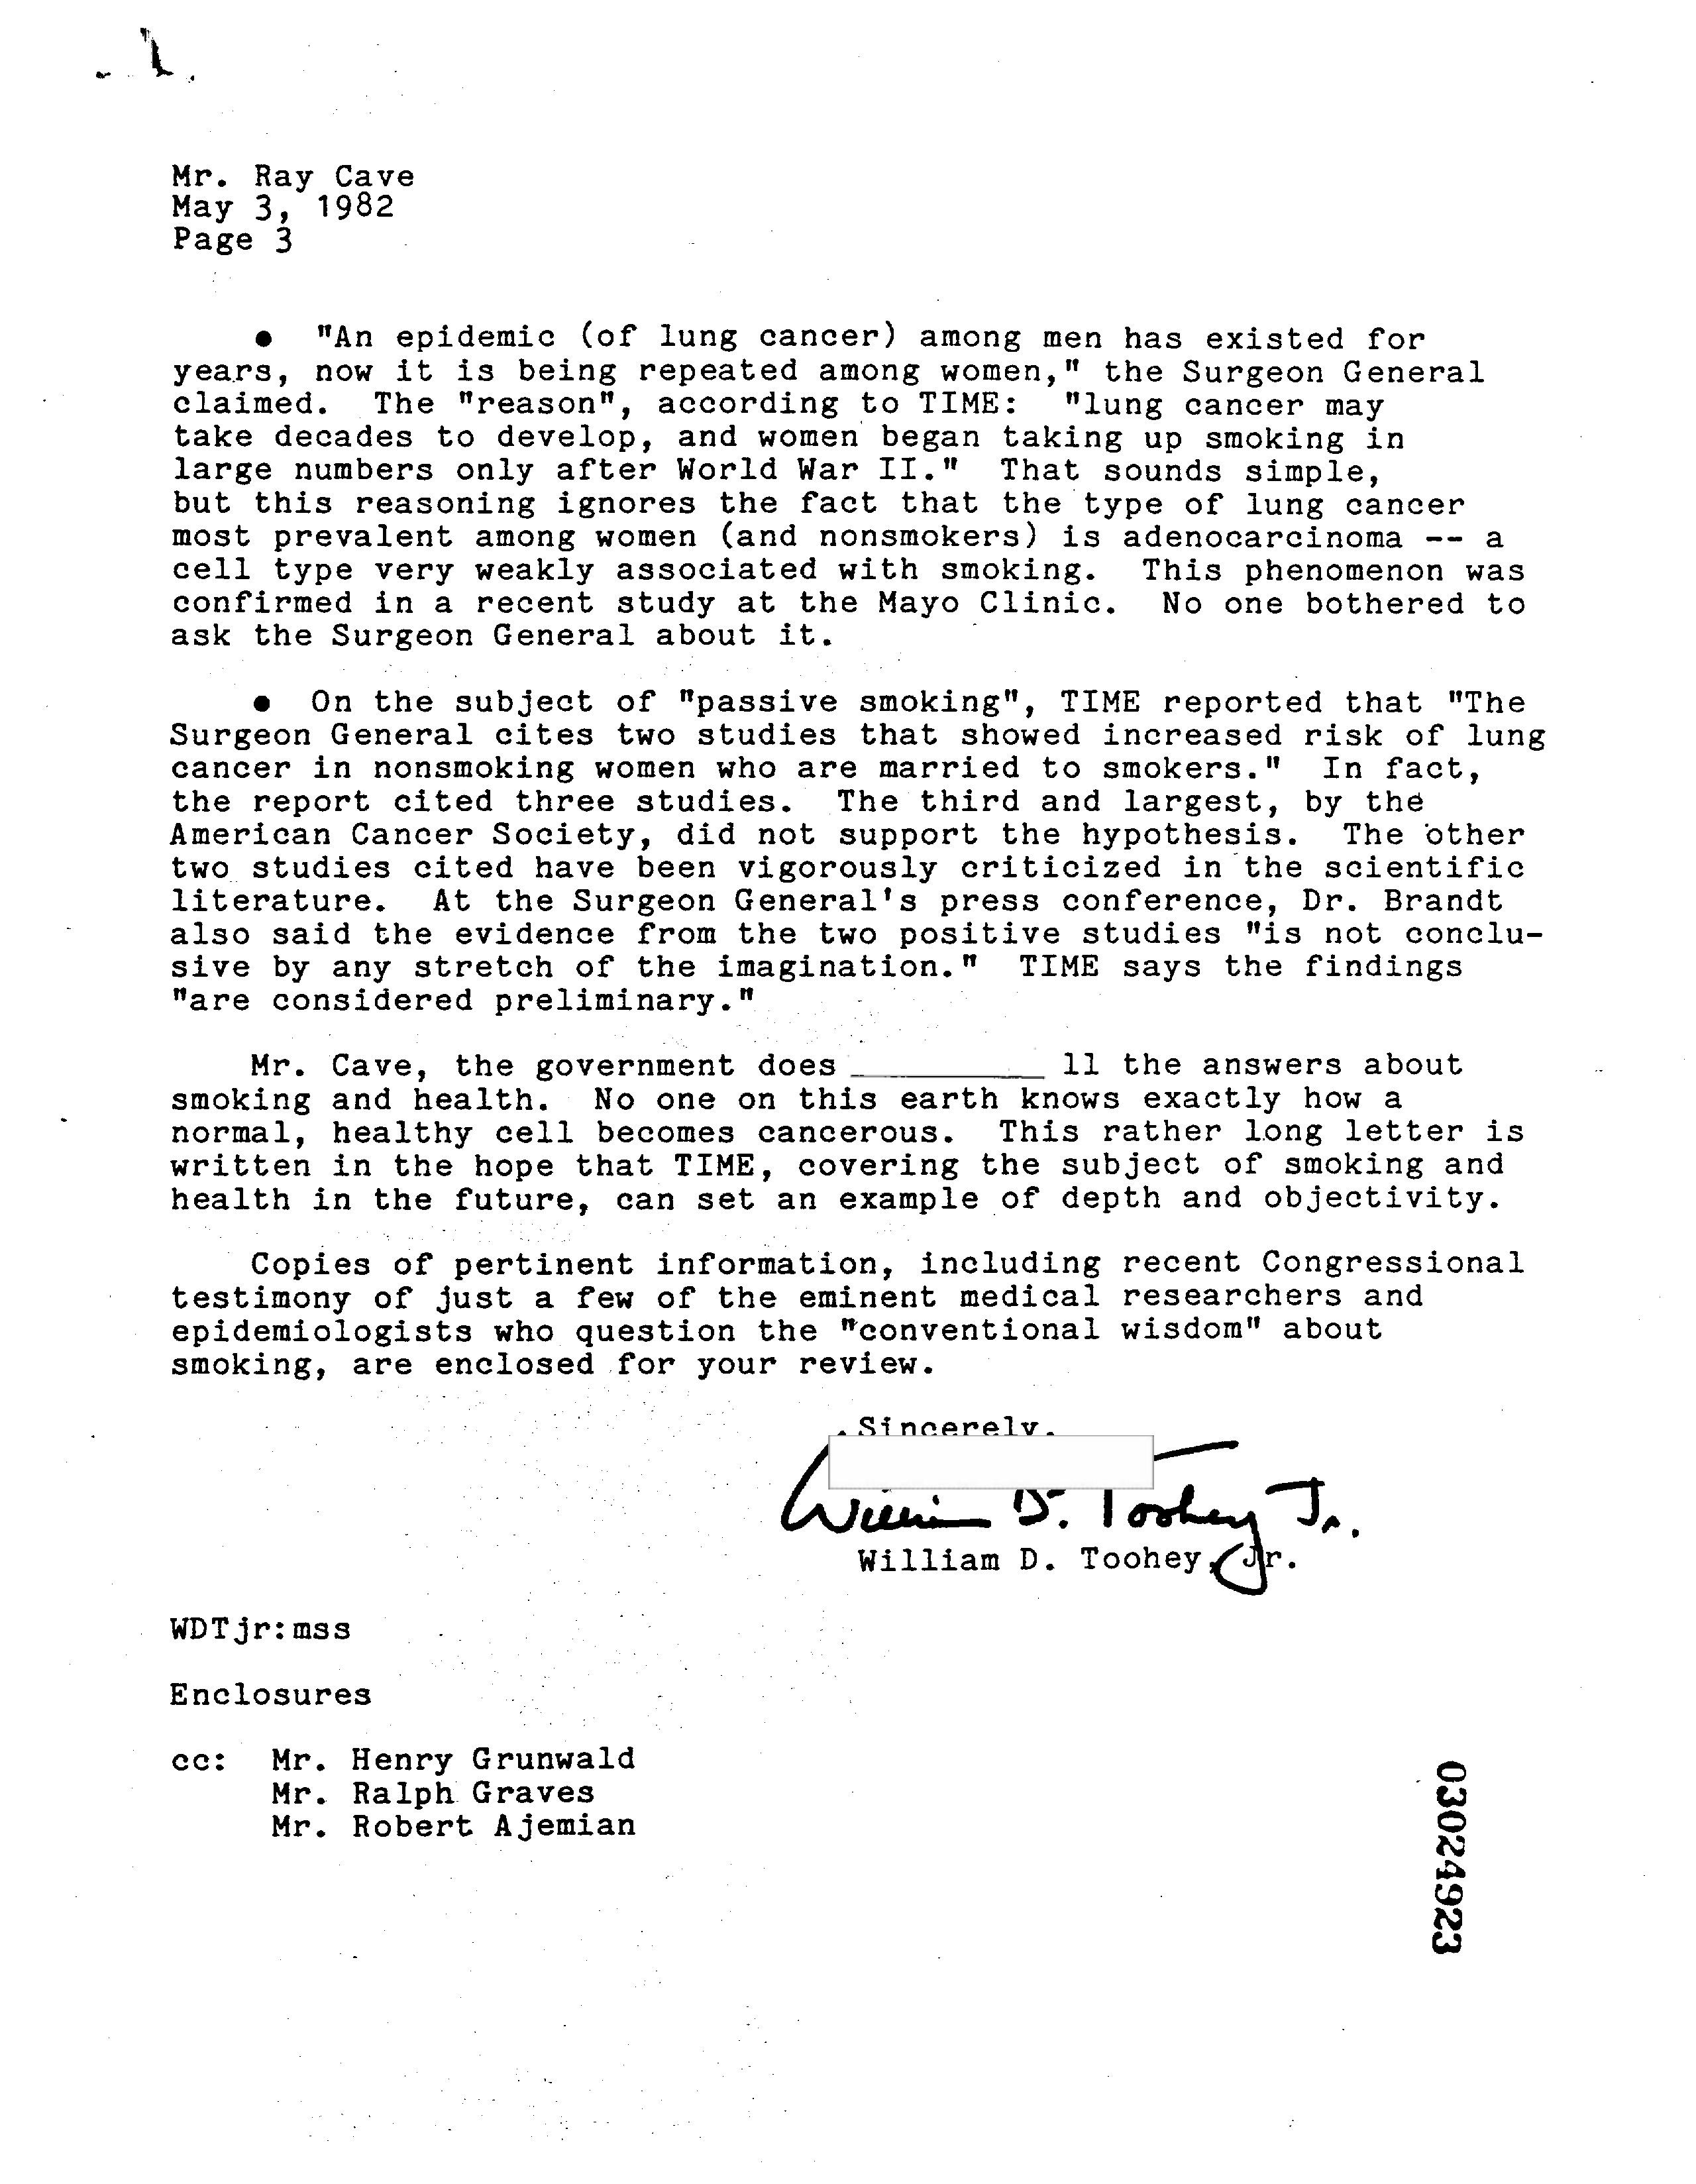 Mr. Ray Cave
May 3, 1982
Page 3
● "An epidemic (of lung cancer) among men has existed for
years, now it is being repeated among women," the Surgeon General
claimed. The "reason", according to TIME: "lung cancer may
take decades to develop, and women began taking up smoking in
large numbers only after World War II." That sounds simple,
but this reasoning ignores the fact that the type of lung cancer
most prevalent among women (and nonsmokers) is adenocarcinoma -- a
cell type very weakly associated with smoking. This phenomenon was
confirmed in a recent study at the Mayo Clinic. No one bothered to
ask the Surgeon General about it.
● On the subject of "passive smoking", TIME reported that "The
Surgeon General cites two studies that showed increased risk of lung
cancer in nonsmoking women who are married to smokers." In fact,
the report cited three studies. The third and largest, by the
American Cancer Society, did not support the hypothesis. The other
two studies cited have been vigorously criticized in the scientific
literature. At the Surgeon General's press conference, Dr. Brandt
also said the evidence from the two positive studies "is not conclu-
sive by any stretch of the imagination." TIME says the findings
"are considered preliminary."
Mr. Cave, the government does ll the answers about
smoking and health. No one on this earth knows exactly how a
normal, healthy cell becomes cancerous. This rather long letter is
written in the hope that TIME, covering the subject of smoking and
health in the future, can set an example of depth and objectivity.
Copies of pertinent information, including recent Congressional
testimony of just a few of the eminent medical researchers and
epidemiologists who question the "conventional wisdom" about
smoking, are enclosed for your review.
Sincerely,
William D. Toohey Jr.
William D. Toohey, Jr.
WDTjr:mss
Enclosures
cc: Mr. Henry Grunwald
Mr. Ralph Graves
Mr. Robert Ajemian
03024923